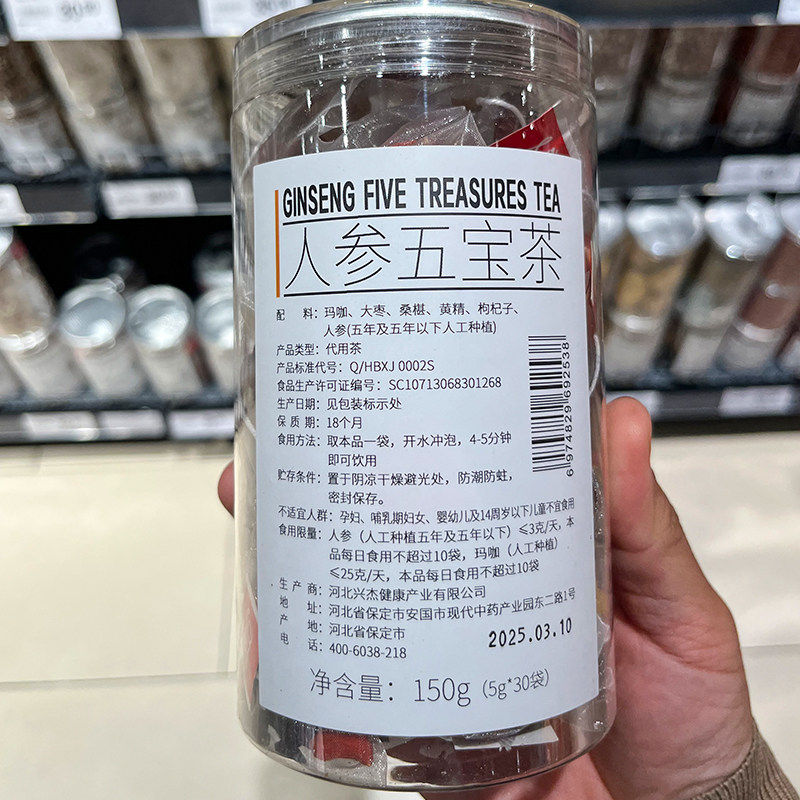 GINSENG FIVE TREASURES TEA
人参五宝茶
配 料：玛咖、大枣、桑椹、黄精、枸杞子、
人参(五年及五年以下人工种植)
产品类型：代用茶
产品标准代号：Q/HBXJ 0002S
食品生产许可证编号：SC10713068301268
生产日期：见包装标示处
保 质 期：18个月
食用方法：取本品一袋，开水冲泡，4-5分钟
即可饮用
贮存条件：置于阴凉干燥避光处，防潮防蛀，
密封保存。
不适宜人群：孕妇、哺乳期妇女、婴幼儿及14周岁以下儿童不宜食用
食用限量：人参（人工种植五年及五年以下）≤3克/天，本
品每日食用不超过10袋，玛咖（人工种植）
≤25克/天，本品每日食用不超过10袋
生 产 商：河北兴杰健康产业有限公司
地 址：河北省保定市安国市现代中药产业园东二路1号
产 地：河北省保定市
电 话：400-6038-218
2025.03.10
净含量：150g（5g*30袋）
6 974829 692538